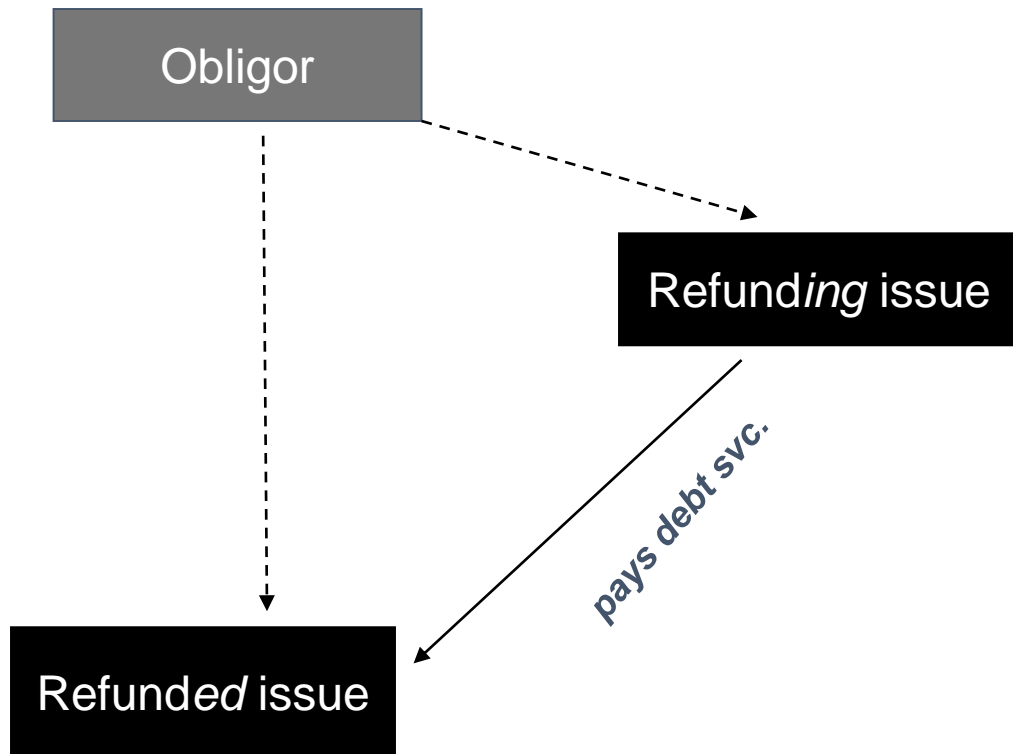 Obligor
Refunding issue
pays debt svc.
Refunded issue